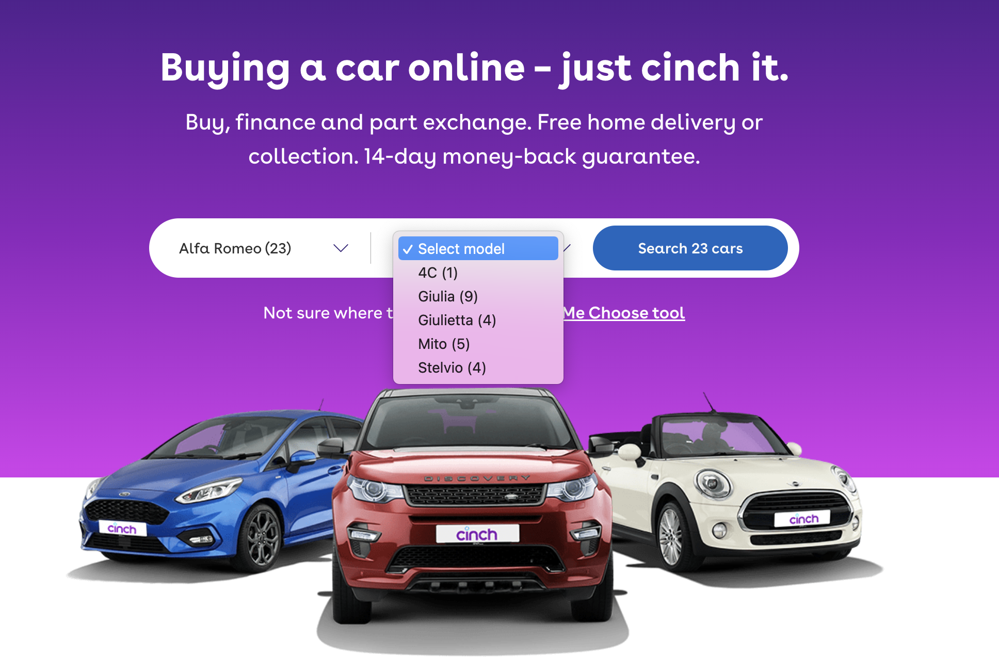 Buying a car online – just cinch it.
Buy, finance and part exchange. Free home delivery or
collection. 14-day money-back guarantee.
Alfa Romeo (23)
✓ Select model
4C (1)
Giulia (9)
Giulietta (4)
Mito (5)
Stelvio (4)
Search 23 cars
Not sure where
Me Choose tool
DISCOVERY
cinch
cinch
cinch